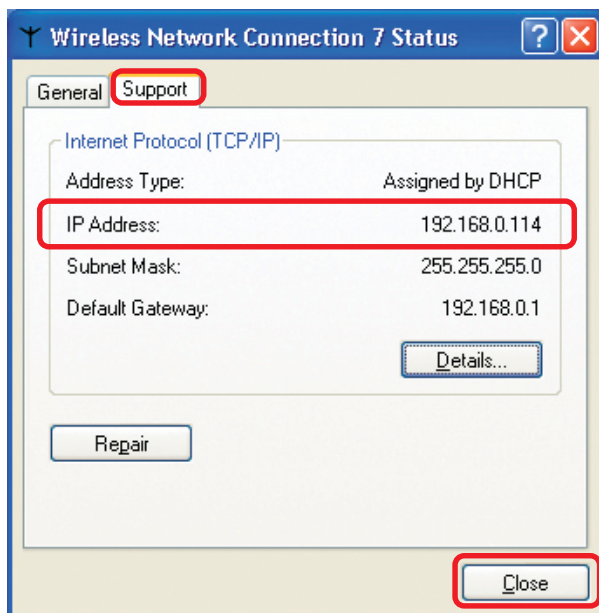 Wireless Network Connection 7 Status
General Support
Internet Protocol (TCP/IP)
Address Type: Assigned by DHCP
IP Address: 192.168.0.114
Subnet Mask: 255.255.255.0
Default Gateway: 192.168.0.1
Details...
Repair
Close